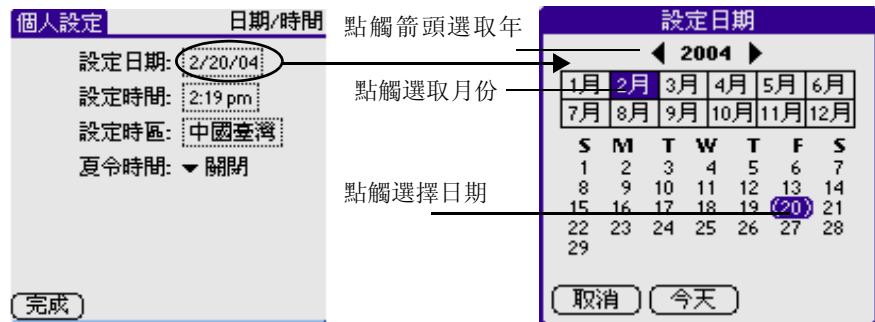 個人設定 日期/時間
設定日期: 2/20/04
設定時間: 2:19 pm
設定時區: 中國臺灣
夏令時間: 關閉
完成
點觸箭頭選取年
點觸選取月份
點觸選擇日期
設定日期
2004
1月 2月 3月 4月 5月 6月
7月 8月 9月 10月 11月 12月
S M T W T F S
1 2 3 4 5 6 7
8 9 10 11 12 13 14
15 16 17 18 19 20 21
22 23 24 25 26 27 28
29
取消 今天